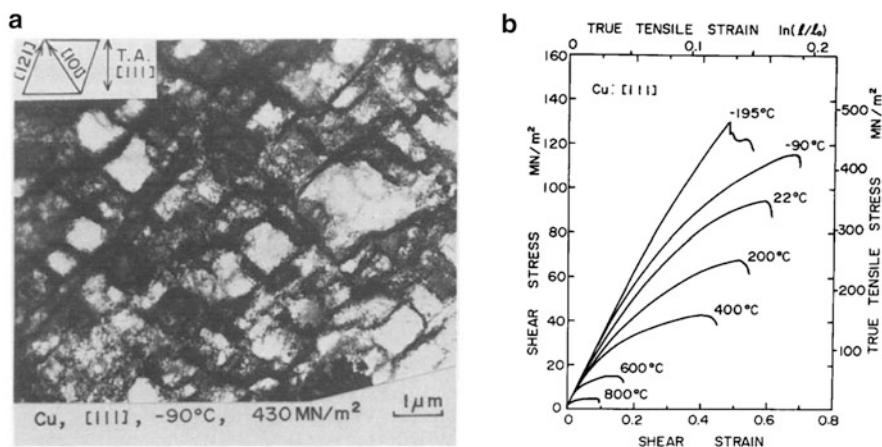 a
[121]
[101]
T.A.
[111]
Cu, [111], -90°C, 430 MN/m²
1μm
b
TRUE TENSILE STRAIN ln(ℓ/ℓ₀)
0 0.1 0.2
Cu: [111]
160
140
120
100
80
60
40
20
0
SHEAR STRESS MN/m²
-195°C
-90°C
22°C
200°C
400°C
600°C
800°C
500
400
300
200
100
TRUE TENSILE STRESS MN/m²
0 0.2 0.4 0.6 0.8
SHEAR STRAIN